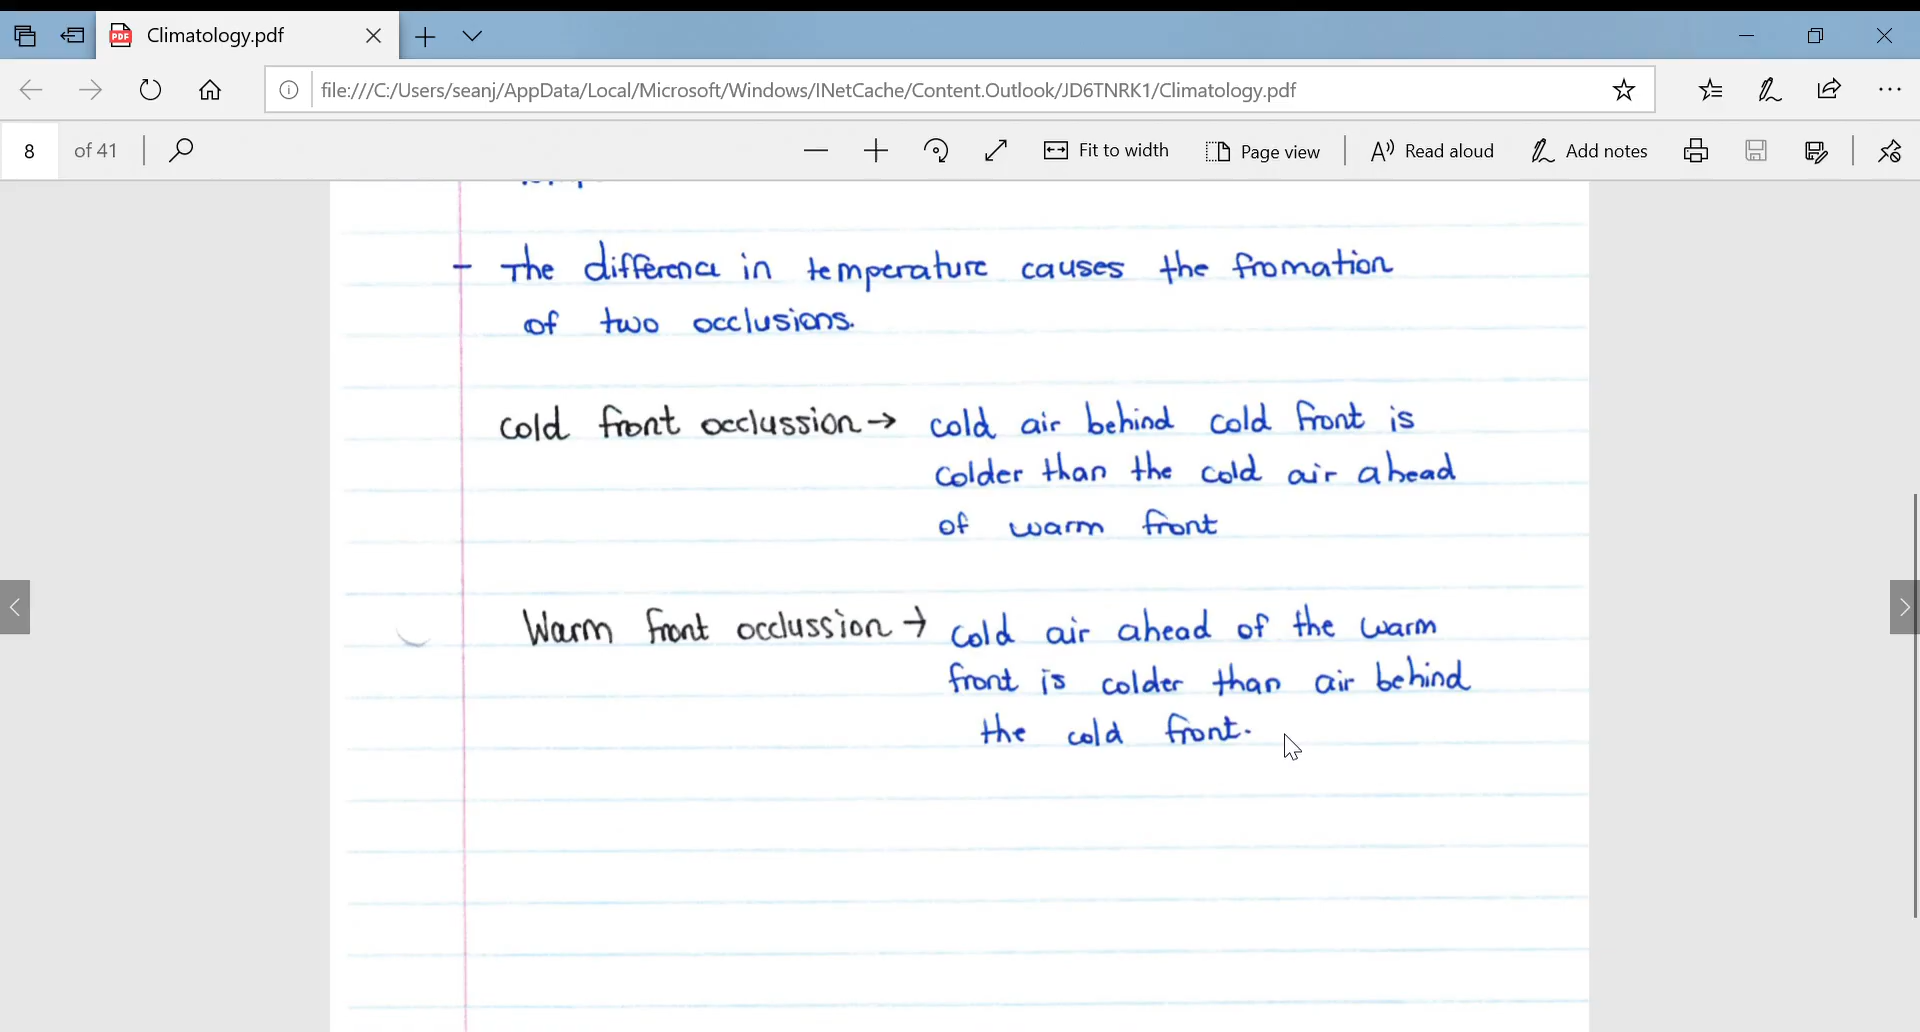 Climatology.pdf
file:///C:/Users/seanj/AppData/Local/Microsoft/Windows/INetCache/Content.Outlook/JD6TNRK1/Climatology.pdf
8 of 41 Fit to width Page view Read aloud Add notes
- The difference in temperature causes the fromation
of two occlusions.
cold front occlussion → cold air behind cold front is
colder than the cold air ahead
of warm front
Warm front occlussion → cold air ahead of the warm
front is colder than air behind
the cold front.